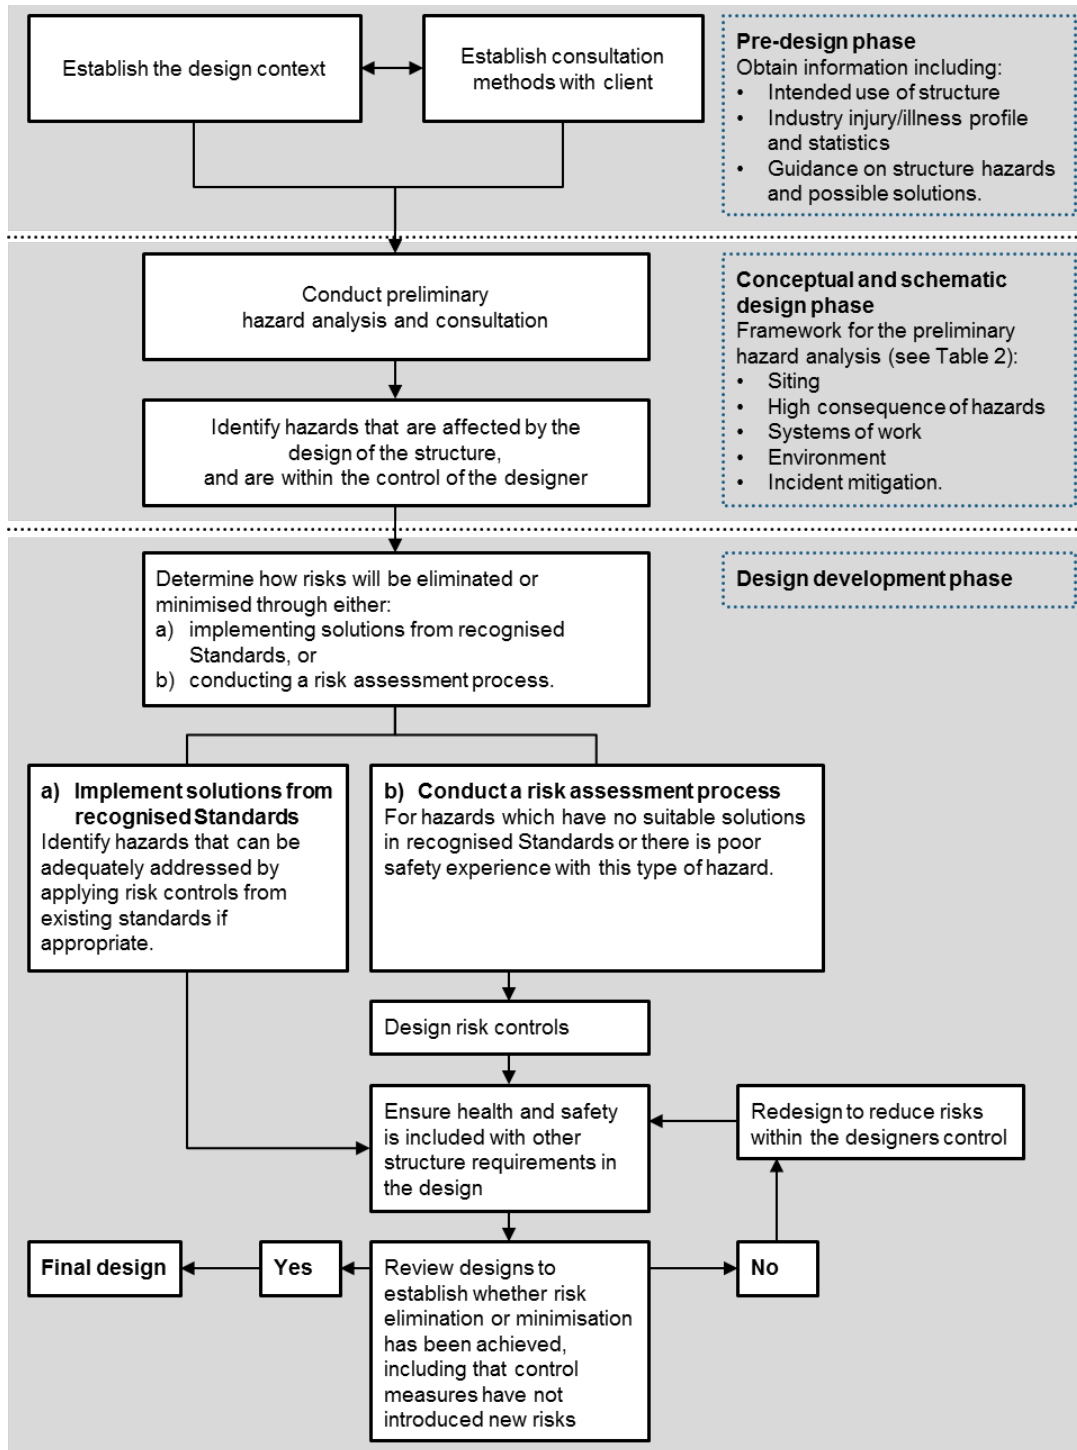 Establish the design context
Establish consultation
methods with client
Pre-design phase
Obtain information including:
• Intended use of structure
• Industry injury/illness profile
and statistics
• Guidance on structure hazards
and possible solutions.
Conduct preliminary
hazard analysis and consultation
Identify hazards that are affected by the
design of the structure,
and are within the control of the designer
Conceptual and schematic
design phase
Framework for the preliminary
hazard analysis (see Table 2):
• Siting
• High consequence of hazards
• Systems of work
• Environment
• Incident mitigation.
Determine how risks will be eliminated or
minimised through either:
a) implementing solutions from recognised
Standards, or
b) conducting a risk assessment process.
Design development phase
a) Implement solutions from
recognised Standards
Identify hazards that can be
adequately addressed by
applying risk controls from
existing standards if
appropriate.
b) Conduct a risk assessment process
For hazards which have no suitable solutions
in recognised Standards or there is poor
safety experience with this type of hazard.
Design risk controls
Ensure health and safety
is included with other
structure requirements in
the design
Redesign to reduce risks
within the designers control
Final design
Yes
Review designs to
establish whether risk
elimination or minimisation
has been achieved,
including that control
measures have not
introduced new risks
No